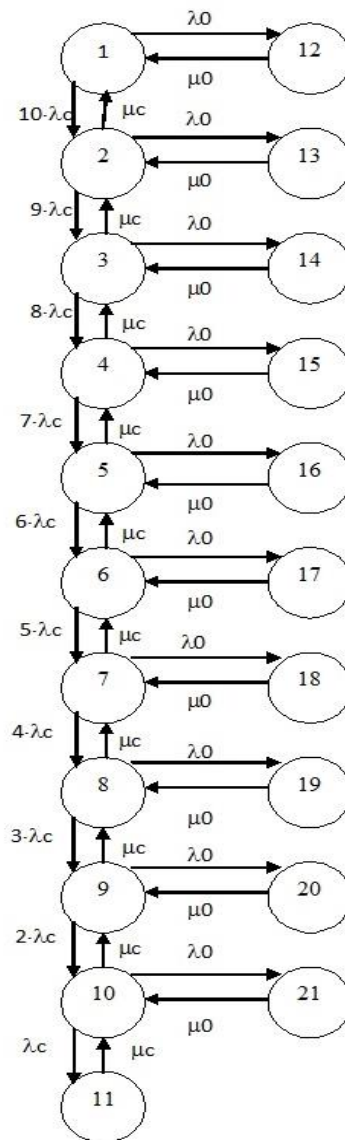 λ0
1 12
μ0
10-λc μc λ0
2 13
μ0
9-λc μc λ0
3 14
μ0
8-λc μc λ0
4 15
μ0
7-λc μc λ0
5 16
μ0
6-λc μc λ0
6 17
μ0
5-λc μc λ0
7 18
μ0
4-λc μc λ0
8 19
μ0
3-λc μc λ0
9 20
μ0
2-λc μc λ0
10 21
μ0
λc μc
11